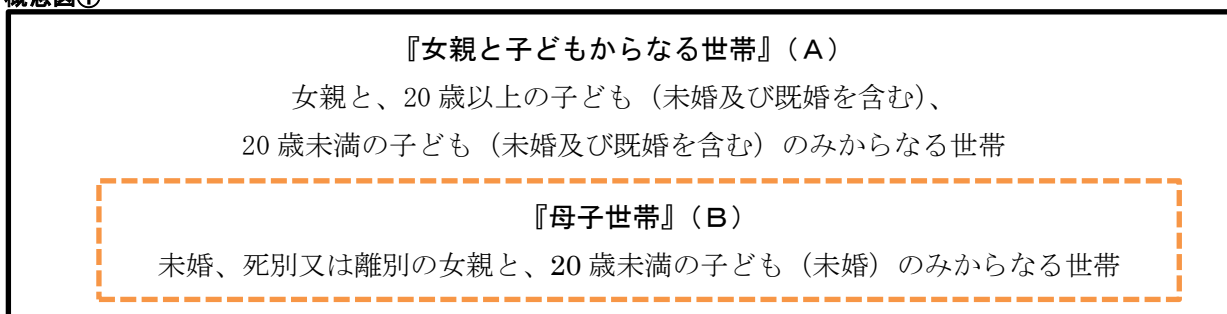 概念図①
『女親と子どもからなる世帯』（Ａ）
女親と、20 歳以上の子ども（未婚及び既婚を含む）、
20 歳未満の子ども（未婚及び既婚を含む）のみからなる世帯
『母子世帯』（Ｂ）
未婚、死別又は離別の女親と、20 歳未満の子ども（未婚）のみからなる世帯